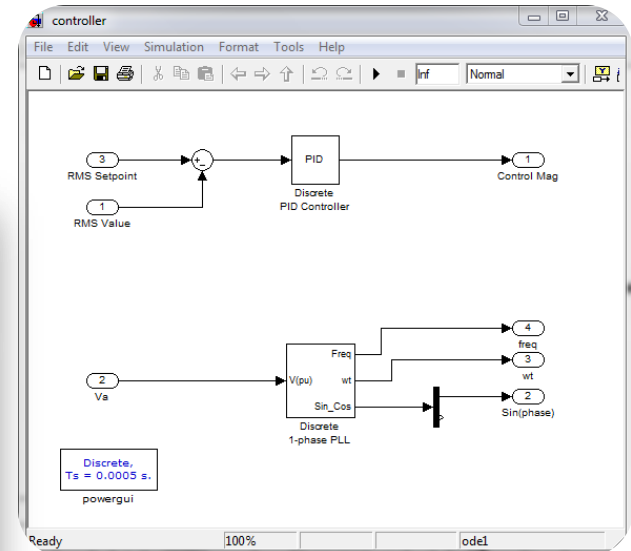 controller
File Edit View Simulation Format Tools Help
Inf Normal
3
RMS Setpoint
1
RMS Value
+
-
PID
Discrete
PID Controller
1
Control Mag
2
Va
V(pu)
Freq
wt
Sin_Cos
Discrete
1-phase PLL
4
freq
3
wt
2
Sin(phase)
Discrete,
Ts = 0.0005 s.
powergui
Ready 100% ode1